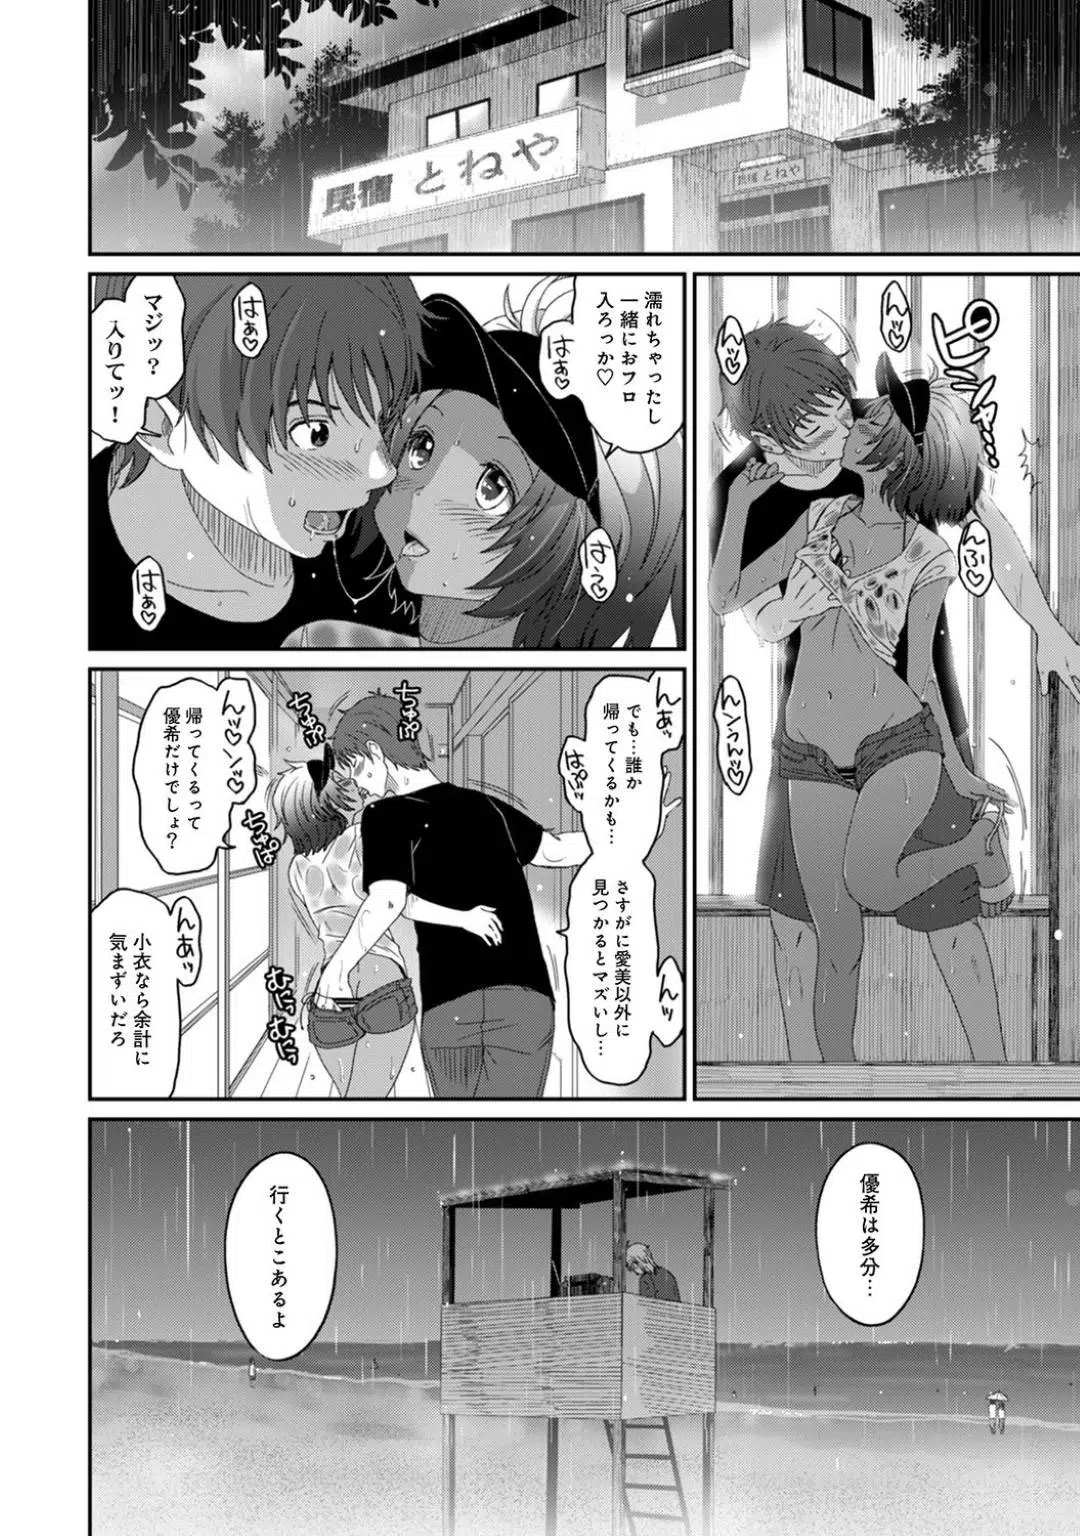 民宿 とねや
民宿 とねや
ピシャ…
んッ♡
んふ♡
んンうんッ♡
濡れちゃったし
一緒におフロ
入ろっか♡
はぁ♡
はぁ♡
はぅ♡
マジッ?
入りてッ!
はぁ♡
んあッ
でも…誰か
帰ってくるかも…
さすがに愛美以外に
見つかるとマズいし…
んッ
はぷッ
ちゅぷ
ちゅぷ
ちゅぱ
むにッ
むにッ
んッ♡ンッ♡
帰ってくるって
優希だけでしょ?
んあッ
小衣なら余計に
気まずいだろ
優希は多分…
行くとこあるよ